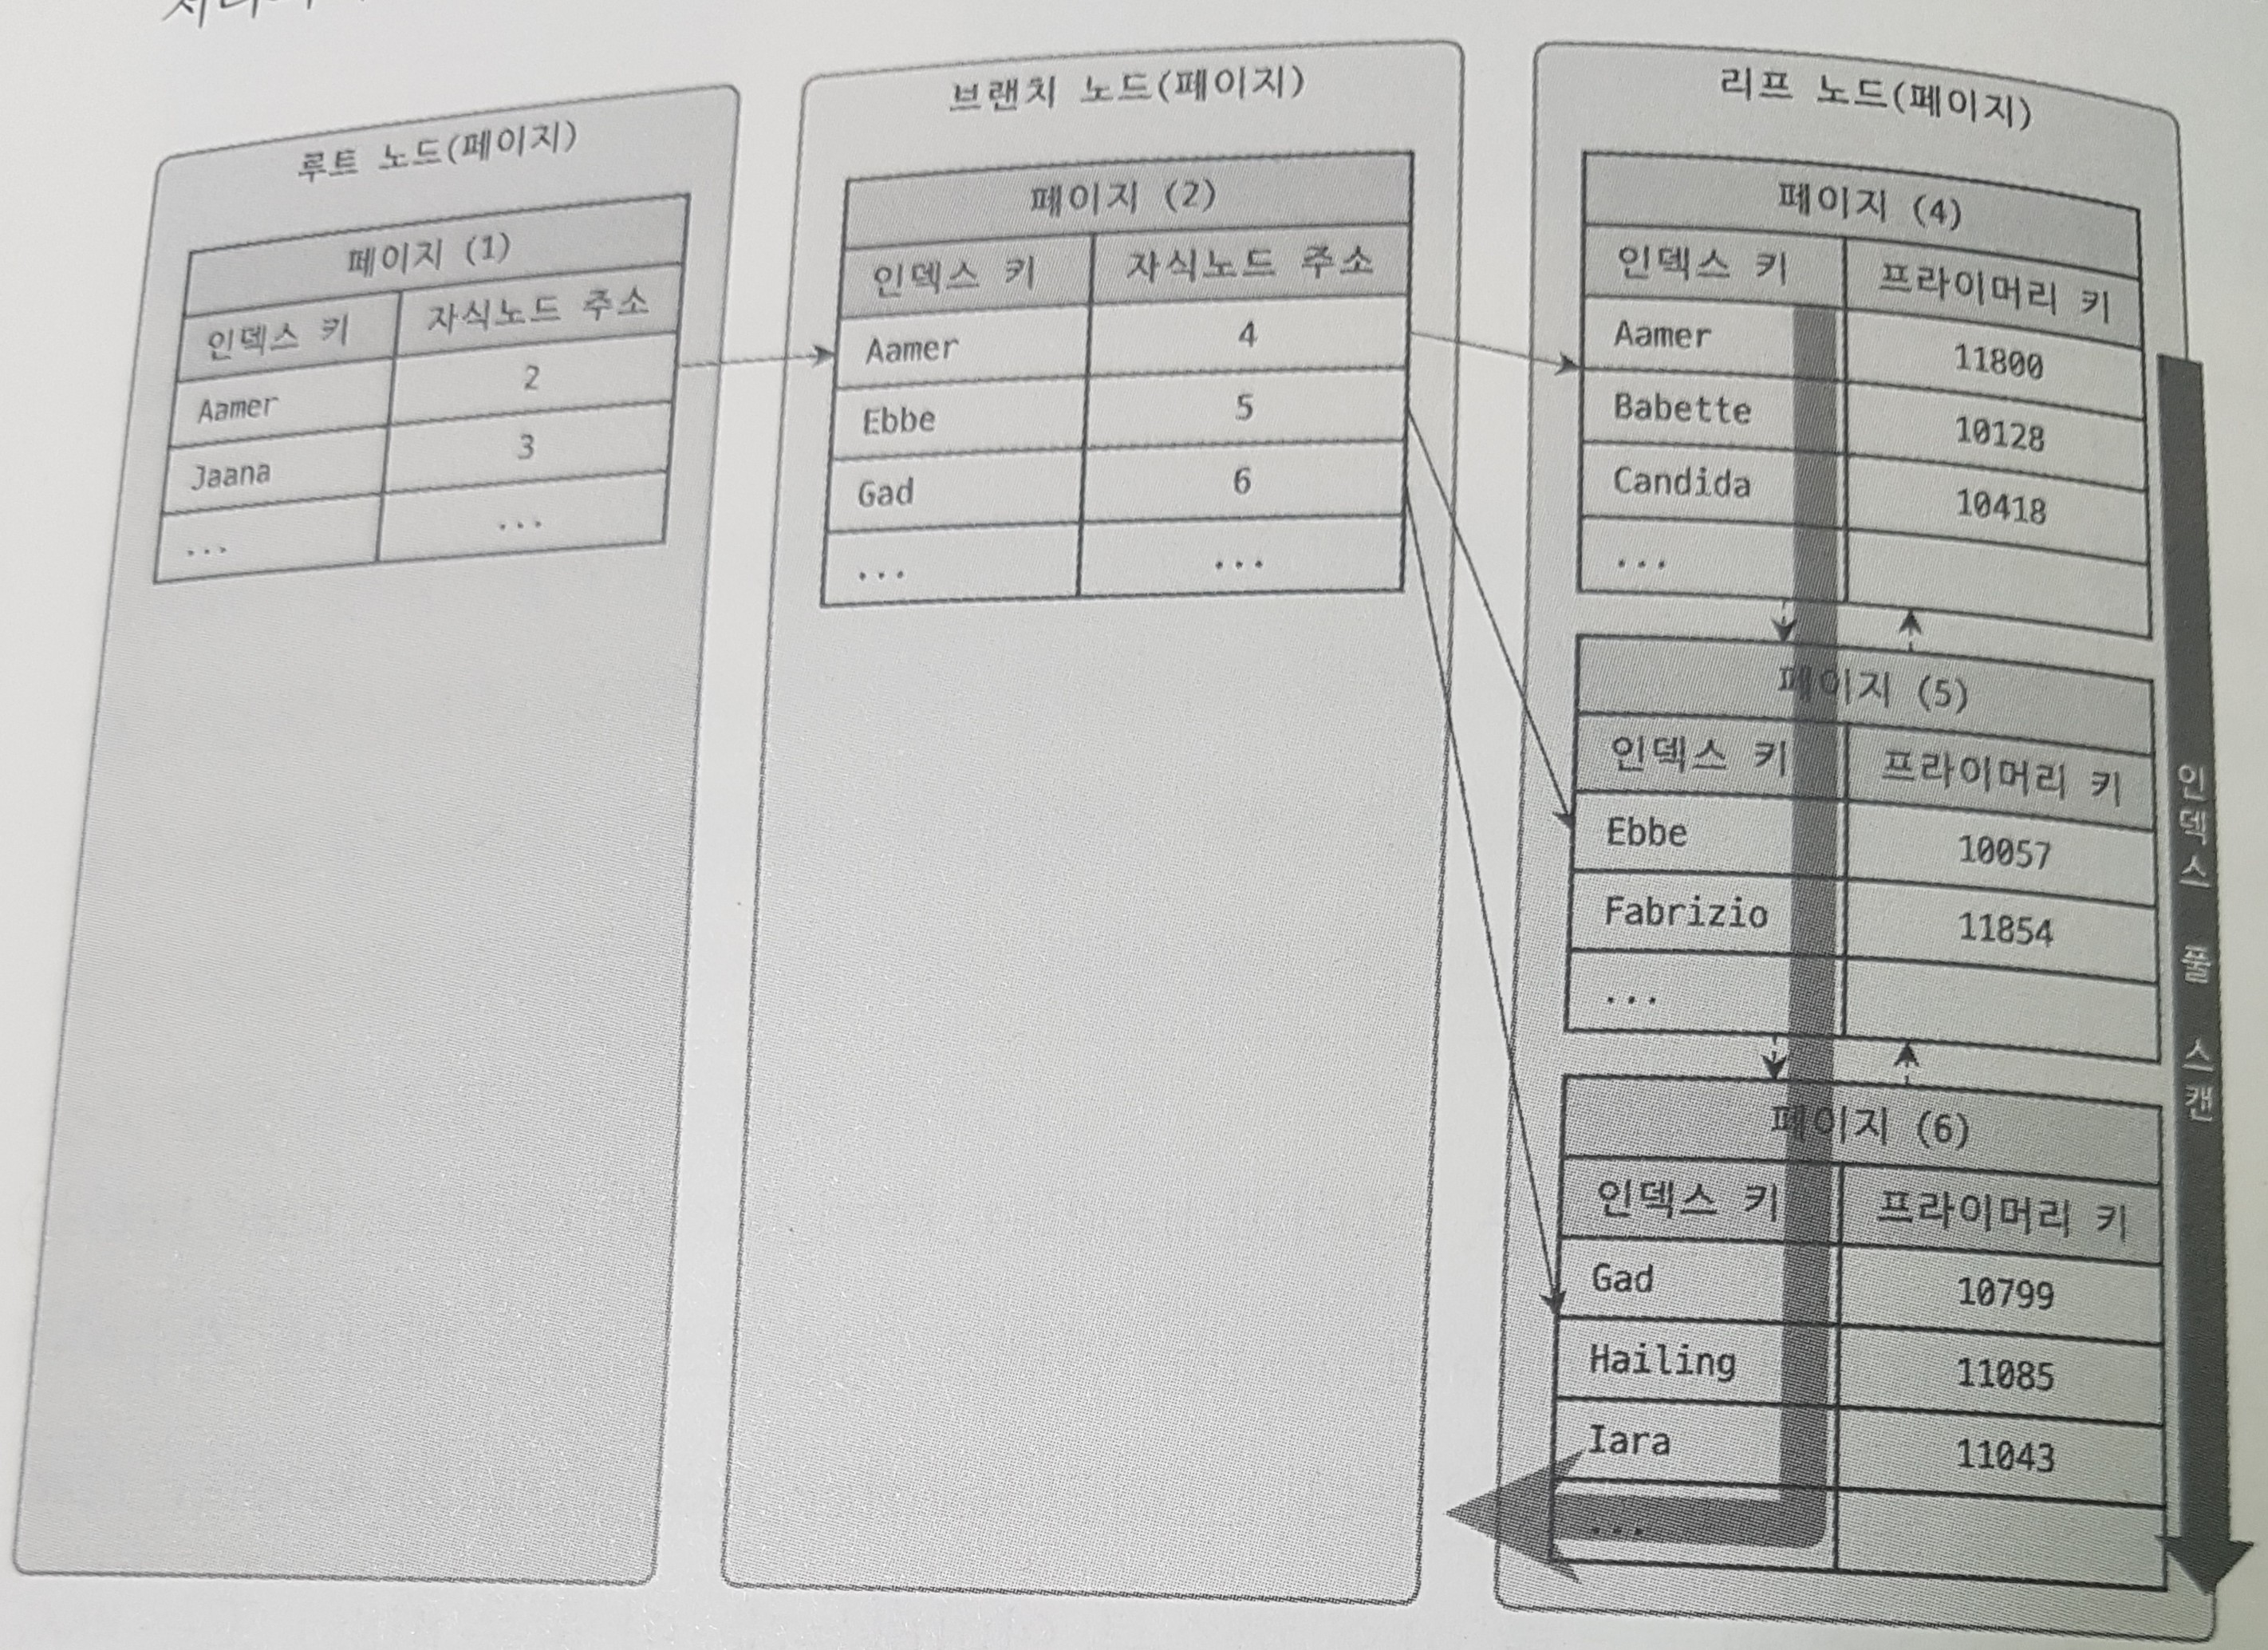 루트 노드(페이지)
페이지 (1)
인덱스 키 자식노드 주소
Aamer 2
Jaana 3
... ...
브랜치 노드(페이지)
페이지 (2)
인덱스 키 자식노드 주소
Aamer 4
Ebbe 5
Gad 6
... ...
리프 노드(페이지)
페이지 (4)
인덱스 키 프라이머리 키
Aamer 11800
Babette 10128
Candida 10418
...
페이지 (5)
인덱스 키 프라이머리 키
Ebbe 10057
Fabrizio 11854
...
페이지 (6)
인덱스 키 프라이머리 키
Gad 10799
Hailing 11085
Iara 11043
...
인덱스 풀 스캔